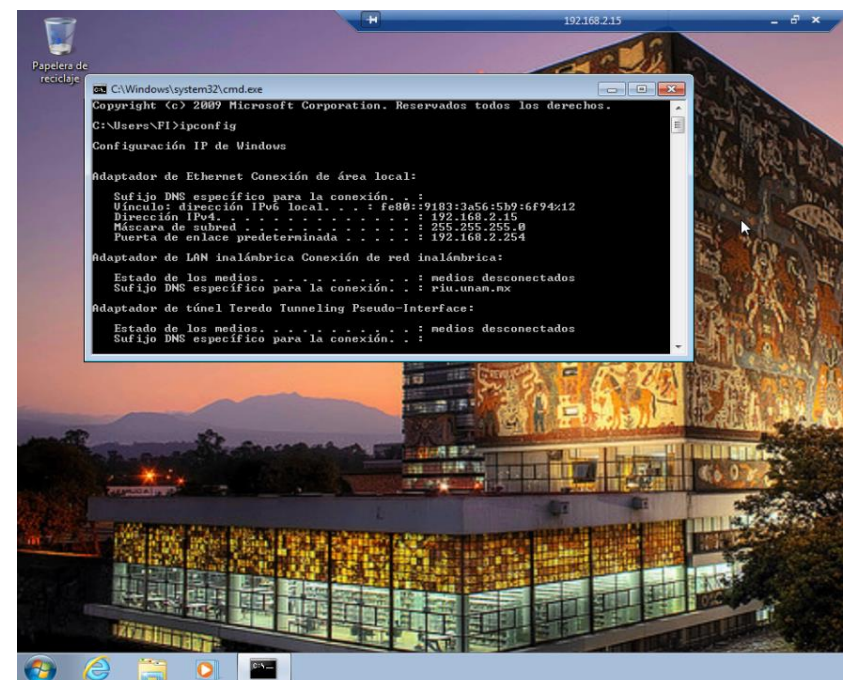 192.168.2.15
Papelera de
reciclaje
C:\Windows\system32\cmd.exe
Copyright (c) 2009 Microsoft Corporation. Reservados todos los derechos.
C:\Users\FI>ipconfig
Configuración IP de Windows
Adaptador de Ethernet Conexión de área local:
Sufijo DNS específico para la conexión. . :
Vínculo: dirección IPv6 local. . . : fe80::9183:3a56:5b9:6f94%12
Dirección IPv4. . . . . . . . . . . . . . : 192.168.2.15
Máscara de subred . . . . . . . . . . . . : 255.255.255.0
Puerta de enlace predeterminada . . . . . : 192.168.2.254
Adaptador de LAN inalámbrica Conexión de red inalámbrica:
Estado de los medios. . . . . . . . . . . : medios desconectados
Sufijo DNS específico para la conexión. . : riu.unam.mx
Adaptador de túnel Teredo Tunneling Pseudo-Interface:
Estado de los medios. . . . . . . . . . . : medios desconectados
Sufijo DNS específico para la conexión. . :